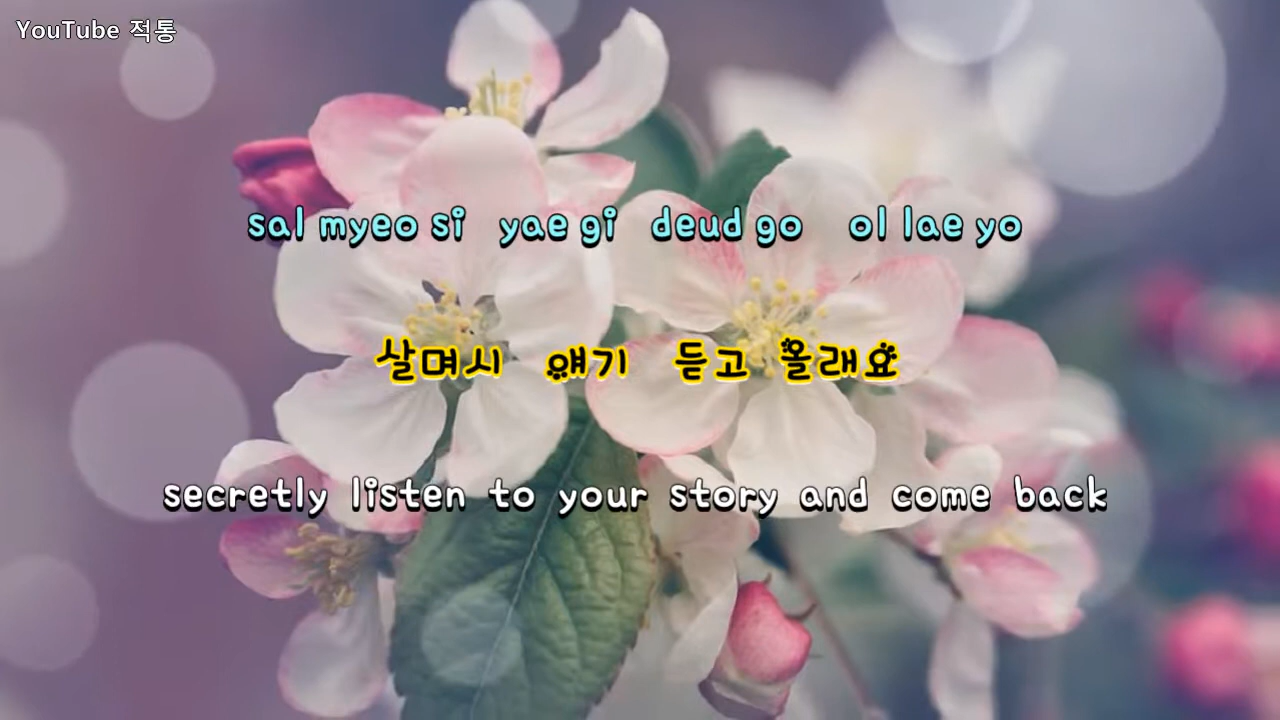 YouTube 적통
sal myeo si yae gi deud go ol lae yo
살며시 얘기 듣고 올래요
secretly listen to your story and come back